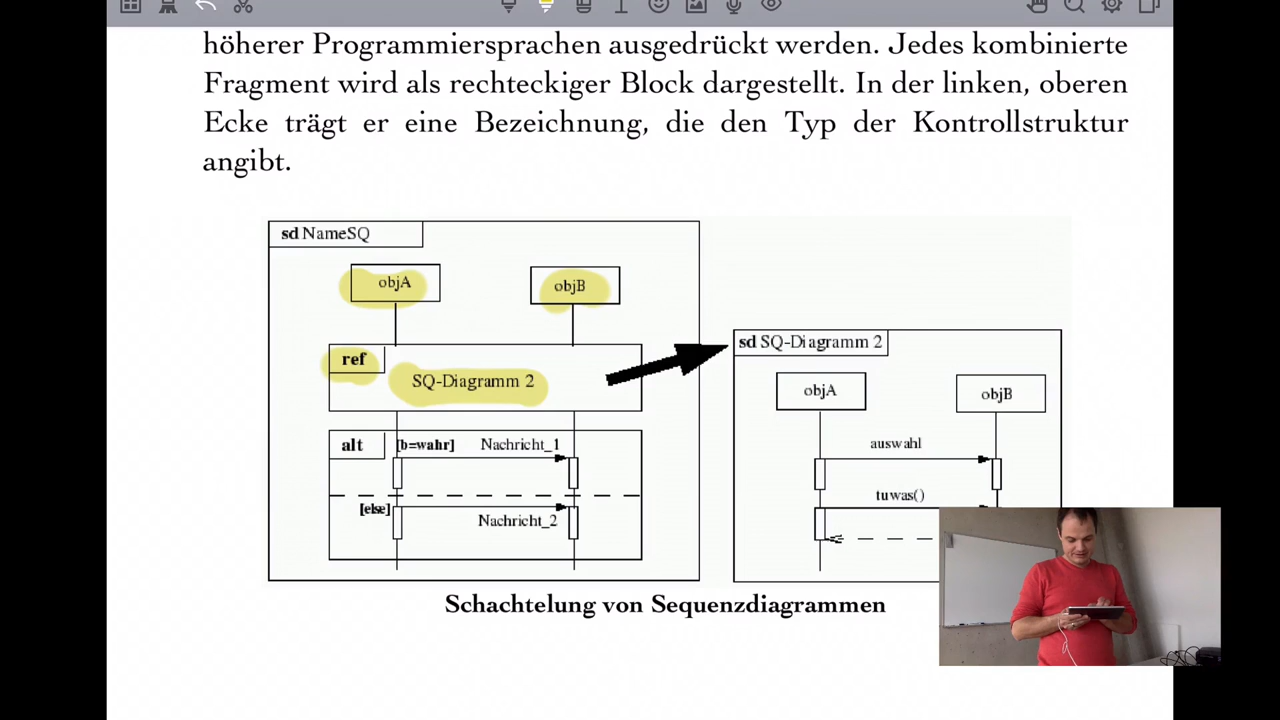 höherer Programmiersprachen ausgedrückt werden. Jedes kombinierte
Fragment wird als rechteckiger Block dargestellt. In der linken, oberen
Ecke trägt er eine Bezeichnung, die den Typ der Kontrollstruktur
angibt.
sd NameSQ
objA
objB
ref
SQ-Diagramm 2
alt
[b=wahr]
Nachricht_1
[else]
Nachricht_2
sd SQ-Diagramm 2
objA
objB
auswahl
tuwas()
Schachtelung von Sequenzdiagrammen